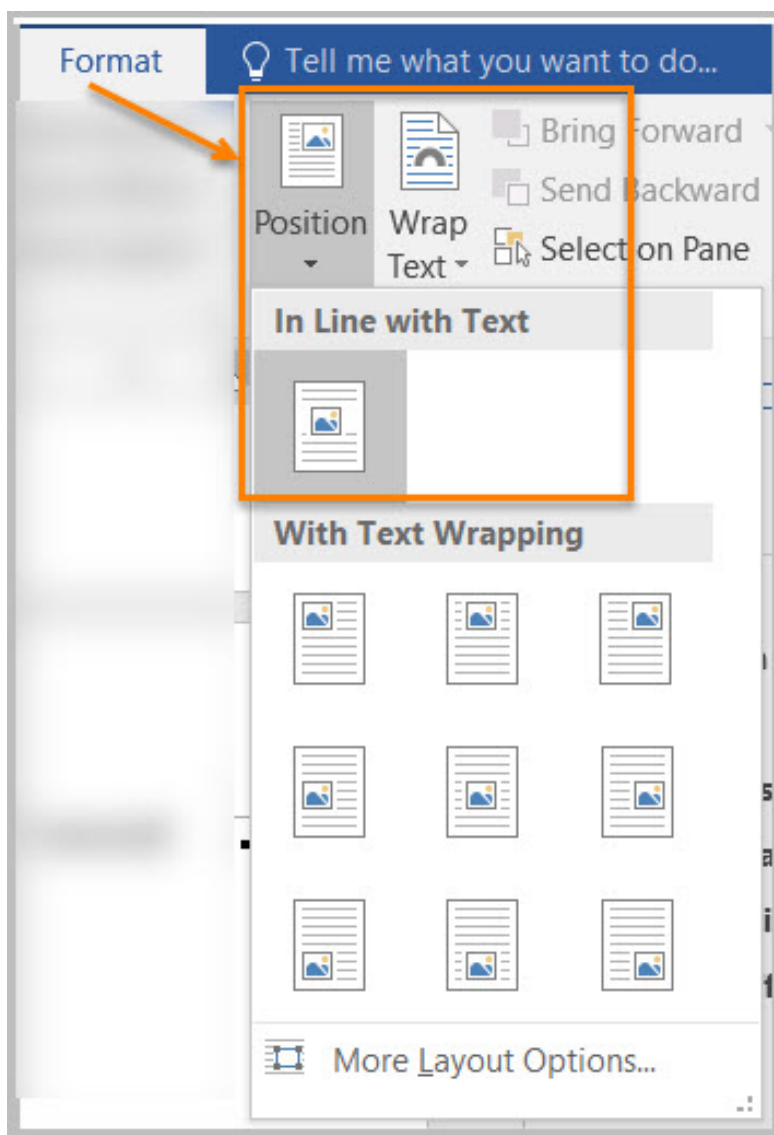 Format
Tell me what you want to do...
Bring Forward
Send Backward
Position
Wrap
Text
Selection Pane
In Line with Text
With Text Wrapping
More Layout Options...